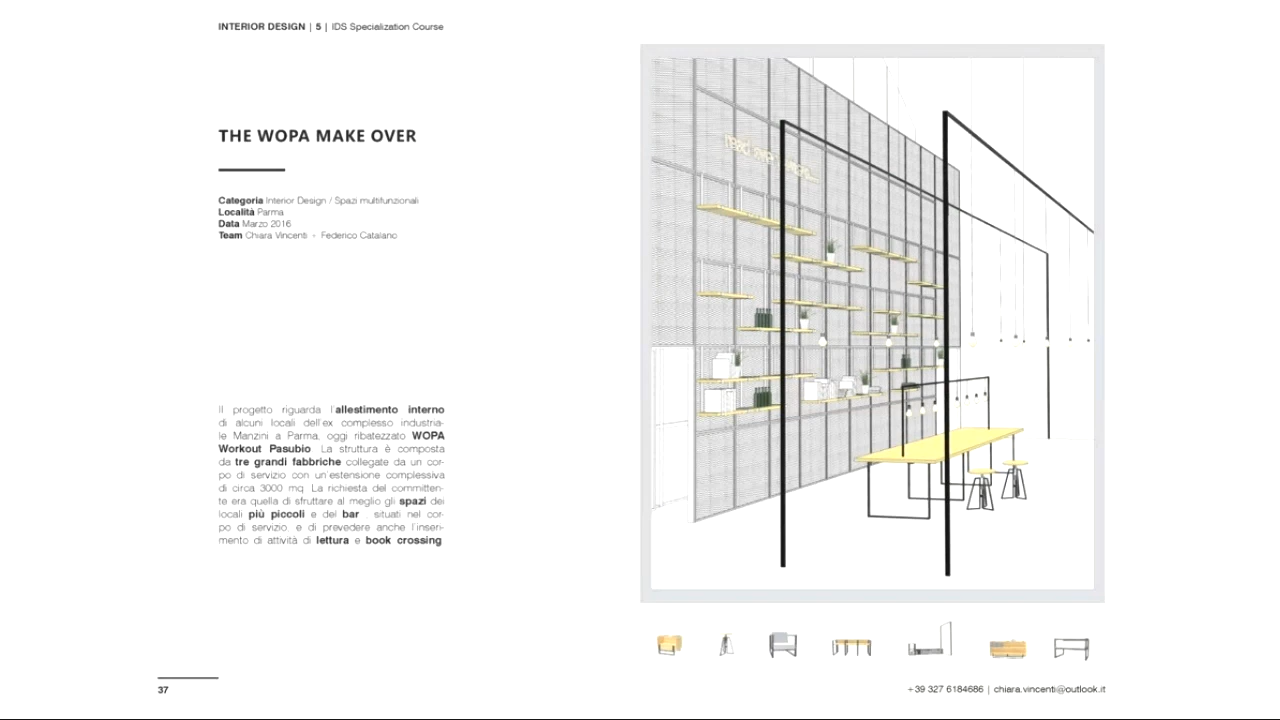 INTERIOR DESIGN | 5 | IDS Specialization Course
THE WOPA MAKE OVER
Categoria Interior Design / Spazi multifunzionali
Località Parma
Data Marzo 2016
Team Chiara Vincenti - Federico Catalano
Il progetto riguarda l'allestimento interno
di alcuni locali dell'ex complesso industria-
le Manzini a Parma, oggi ribatezzato WOPA
Workout Pasubio. La struttura è composta
da tre grandi fabbriche collegate da un cor-
po di servizio con un'estensione complessiva
di circa 3000 mq. La richiesta del committen-
te era quella di sfruttare al meglio gli spazi dei
locali più piccoli e del bar , situati nel cor-
po di servizio, e di prevedere anche l'inseri-
mento di attività di lettura e book crossing
37
+39 327 6184686 | chiara.vincenti@outlook.it